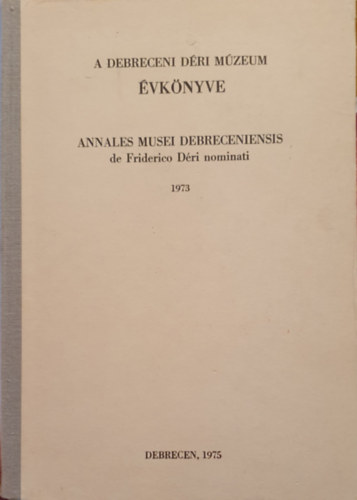 A DEBRECENI DÉRI MÚZEUM
ÉVKÖNYVE
ANNALES MUSEI DEBRECENIENSIS
de Friderico Déri nominati
1973
DEBRECEN, 1975